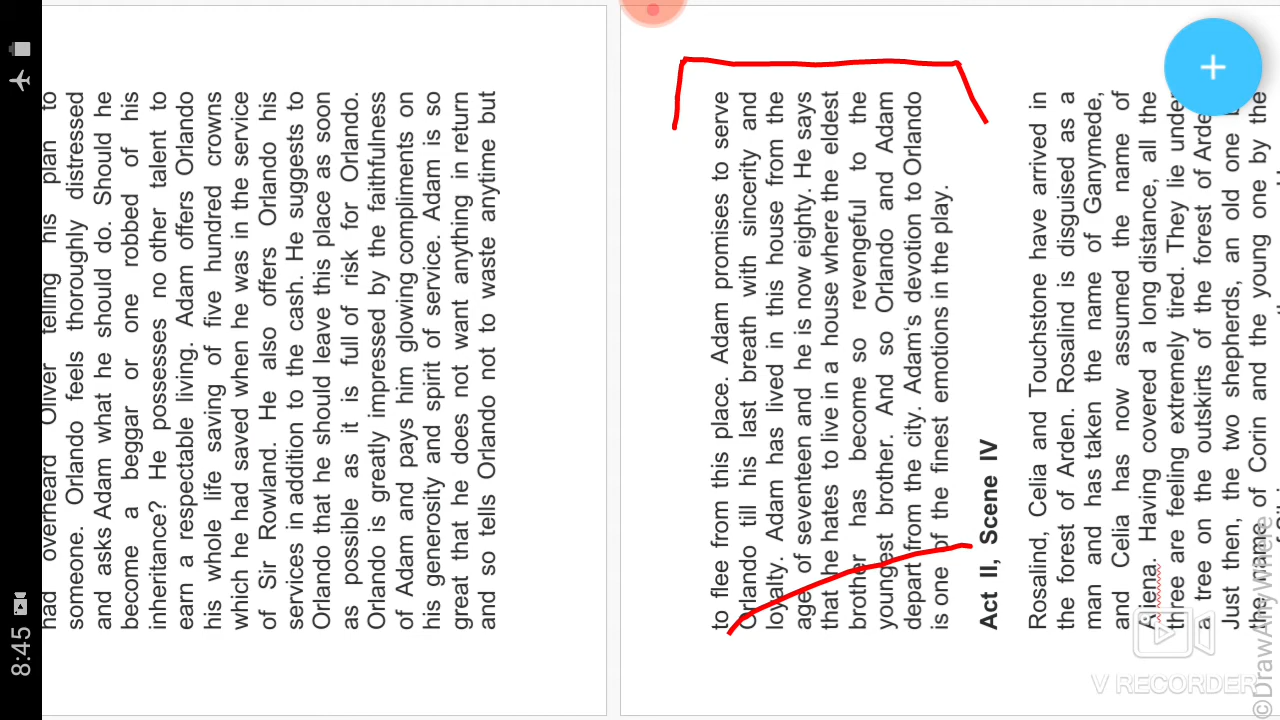 8:45
had overheard Oliver telling his plan to
someone. Orlando feels thoroughly distressed
and asks Adam what he should do. Should he
become a beggar or one robbed of his
inheritance? He possesses no other talent to
earn a respectable living. Adam offers Orlando
his whole life saving of five hundred crowns
which he had saved when he was in the service
of Sir Rowland. He also offers Orlando his
services in addition to the cash. He suggests to
Orlando that he should leave this place as soon
as possible as it is full of risk for Orlando.
Orlando is greatly impressed by the faithfulness
of Adam and pays him glowing compliments on
his generosity and spirit of service. Adam is so
great that he does not want anything in return
and so tells Orlando not to waste anytime but
to flee from this place. Adam promises to serve
Orlando till his last breath with sincerity and
loyalty. Adam has lived in this house from the
age of seventeen and he is now eighty. He says
that he hates to live in a house where the eldest
brother has become so revengeful to the
youngest brother. And so Orlando and Adam
depart from the city. Adam's devotion to Orlando
is one of the finest emotions in the play.
Act II, Scene IV
Rosalind, Celia and Touchstone have arrived in
the forest of Arden. Rosalind is disguised as a
man and has taken the name of Ganymede,
and Celia has now assumed the name of
Aliena. Having covered a long distance, all the
three are feeling extremely tired. They lie under
a tree on the outskirts of the forest of Arden
Just then, the two shepherds, an old one
the name of Corin and the young one by the
V RECORDER
©DrawAnyWhere